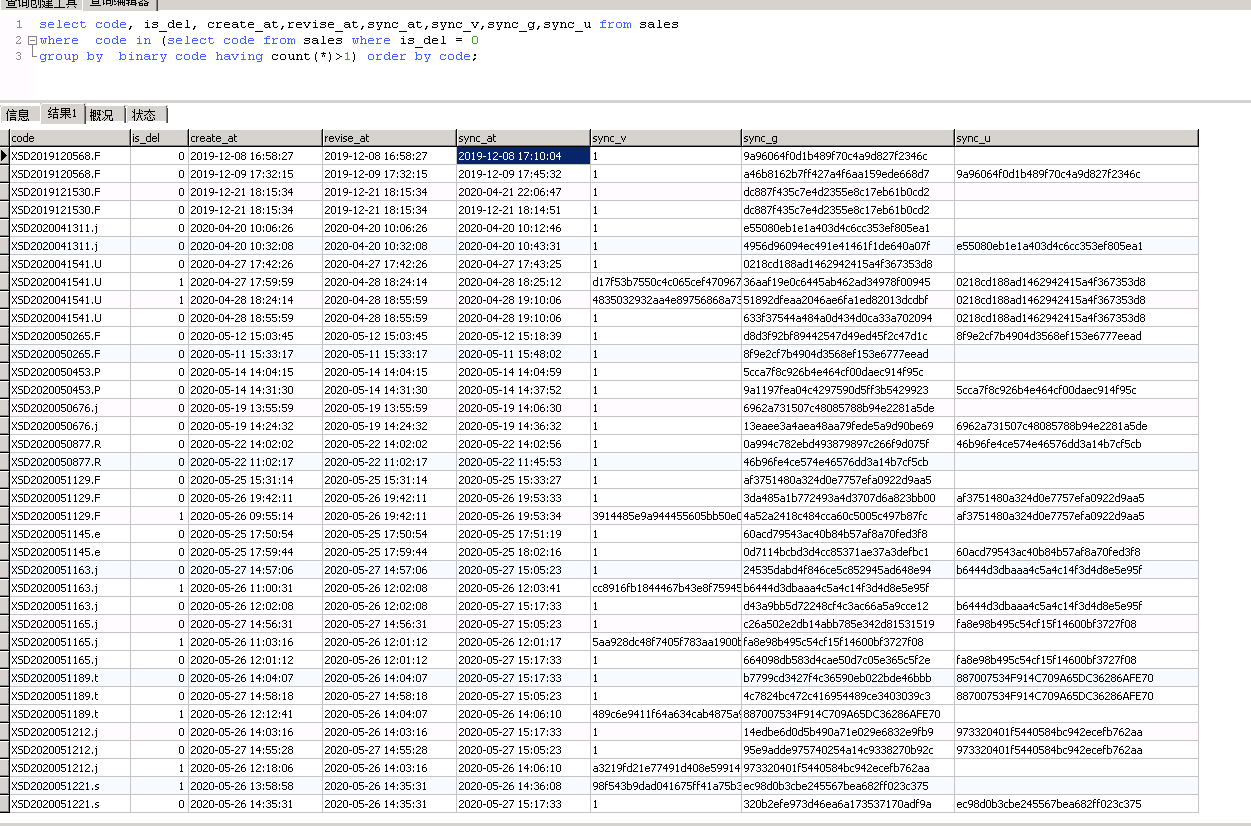 查询创建工具 查询编辑器
1 select code, is_del, create_at,revise_at,sync_at,sync_v,sync_g,sync_u from sales
2 where code in (select code from sales where is_del = 0
3 group by binary code having count(*)>1) order by code;
信息 结果1 概况 状态
code is_del create_at revise_at sync_at sync_v sync_g sync_u
XSD2019120568.F 0 2019-12-08 16:58:27 2019-12-08 16:58:27 2019-12-08 17:10:04 1 9a96064f0d1b489f70c4a9d827f2346c
XSD2019120568.F 0 2019-12-09 17:32:15 2019-12-09 17:32:15 2019-12-09 17:45:32 1 a46b8162b7ff427a4f6aa159ede668d7 9a96064f0d1b489f70c4a9d827f2346c
XSD2019121530.F 0 2019-12-21 18:15:34 2019-12-21 18:15:34 2020-04-21 22:06:47 1 dc887f435c7e4d2355e8c17eb61b0cd2
XSD2019121530.F 0 2019-12-21 18:15:34 2019-12-21 18:15:34 2019-12-21 18:14:51 1 dc887f435c7e4d2355e8c17eb61b0cd2
XSD2020041311.j 0 2020-04-20 10:06:26 2020-04-20 10:06:26 2020-04-20 10:12:46 1 e55080eb1e1a403d4c6cc353ef805ea1
XSD2020041311.j 0 2020-04-20 10:32:08 2020-04-20 10:32:08 2020-04-20 10:43:31 1 4956d96094ec491e41461f1de640a07f e55080eb1e1a403d4c6cc353ef805ea1
XSD2020041541.U 0 2020-04-27 17:42:26 2020-04-27 17:42:26 2020-04-27 17:43:25 1 0218cd188ad1462942415a4f367353d8
XSD2020041541.U 1 2020-04-27 17:59:59 2020-04-28 18:24:14 2020-04-28 18:25:12 d17f53b7550c4c065cef470967 36aaf19e0c6445ab462ad34978f00945 0218cd188ad1462942415a4f367353d8
XSD2020041541.U 1 2020-04-28 18:24:14 2020-04-28 18:55:59 2020-04-28 19:10:06 4835032932aa4e89756868a73 51892dfeaa2046ae6fa1ed82013dcdbf 0218cd188ad1462942415a4f367353d8
XSD2020041541.U 0 2020-04-28 18:55:59 2020-04-28 18:55:59 2020-04-28 19:10:06 1 633f37544a484a0d434d0ca33a702094 0218cd188ad1462942415a4f367353d8
XSD2020050265.F 0 2020-05-12 15:03:45 2020-05-12 15:03:45 2020-05-12 15:18:39 1 d8d3f92bf89442547d49ed45f2c47d1c 8f9e2cf7b4904d3568ef153e6777eead
XSD2020050265.F 0 2020-05-11 15:33:17 2020-05-11 15:33:17 2020-05-11 15:48:02 1 8f9e2cf7b4904d3568ef153e6777eead
XSD2020050453.P 0 2020-05-14 14:04:15 2020-05-14 14:04:15 2020-05-14 14:04:59 1 5cca7f8c926b4e464cf00daec914f95c
XSD2020050453.P 0 2020-05-14 14:31:30 2020-05-14 14:31:30 2020-05-14 14:37:52 1 9a1197fea04c4297590d5ff3b5429923 5cca7f8c926b4e464cf00daec914f95c
XSD2020050676.j 0 2020-05-19 13:55:59 2020-05-19 13:55:59 2020-05-19 14:06:30 1 6962a731507c48085788b94e2281a5de
XSD2020050676.j 0 2020-05-19 14:24:32 2020-05-19 14:24:32 2020-05-19 14:36:32 1 13eaee3a4aea48aa79fede5a9d90be69 6962a731507c48085788b94e2281a5de
XSD2020050877.R 0 2020-05-22 14:02:02 2020-05-22 14:02:02 2020-05-22 14:02:56 1 0a994c782ebd493879897c266f9d075f 46b96fe4ce574e46576dd3a14b7cf5cb
XSD2020050877.R 0 2020-05-22 11:02:17 2020-05-22 11:02:17 2020-05-22 11:45:53 1 46b96fe4ce574e46576dd3a14b7cf5cb
XSD2020051129.F 0 2020-05-25 15:31:14 2020-05-25 15:31:14 2020-05-25 15:33:27 1 af3751480a324d0e7757efa0922d9aa5
XSD2020051129.F 0 2020-05-26 19:42:11 2020-05-26 19:42:11 2020-05-26 19:53:33 1 3da485a1b772493a4d3707d6a823bb00 af3751480a324d0e7757efa0922d9aa5
XSD2020051129.F 1 2020-05-26 09:55:14 2020-05-26 19:42:11 2020-05-26 19:53:34 3914485e9a944455605bb50e0 4a52a2418c484cca60c5005c497b87fc af3751480a324d0e7757efa0922d9aa5
XSD2020051145.e 0 2020-05-25 17:50:54 2020-05-25 17:50:54 2020-05-25 17:51:19 1 60acd79543ac40b84b57af8a70fed3f8
XSD2020051145.e 0 2020-05-25 17:59:44 2020-05-25 17:59:44 2020-05-25 18:02:16 1 0d7114bcbd3d4cc85371ae37a3defbc1 60acd79543ac40b84b57af8a70fed3f8
XSD2020051163.j 0 2020-05-27 14:57:06 2020-05-27 14:57:06 2020-05-27 15:05:23 1 24535dabd4f846ce5c852945ad648e94 b6444d3dbaaa4c5a4c14f3d4d8e5e95f
XSD2020051163.j 1 2020-05-26 11:00:31 2020-05-26 12:02:08 2020-05-26 12:03:41 cc8916fb1844467b43e8f75945 b6444d3dbaaa4c5a4c14f3d4d8e5e95f
XSD2020051163.j 0 2020-05-26 12:02:08 2020-05-26 12:02:08 2020-05-27 15:17:33 1 d43a9bb5d72248cf4c3ac66a5a9cce12 b6444d3dbaaa4c5a4c14f3d4d8e5e95f
XSD2020051165.j 0 2020-05-27 14:56:31 2020-05-27 14:56:31 2020-05-27 15:05:23 1 c26a502e2db14abb785e342d81531519 fa8e98b495c54cf15f14600bf3727f08
XSD2020051165.j 1 2020-05-26 11:03:16 2020-05-26 12:01:12 2020-05-26 12:01:17 5aa928dc48f7405f783aa1900b fa8e98b495c54cf15f14600bf3727f08
XSD2020051165.j 0 2020-05-26 12:01:12 2020-05-26 12:01:12 2020-05-27 15:17:33 1 664098db583d4cae50d7c05e365c5f2e fa8e98b495c54cf15f14600bf3727f08
XSD2020051189.t 0 2020-05-26 14:04:07 2020-05-26 14:04:07 2020-05-27 15:17:33 1 b7799cd3427f4c36590eb022bde46bbb 887007534F914C709A65DC36286AFE70
XSD2020051189.t 0 2020-05-27 14:58:18 2020-05-27 14:58:18 2020-05-27 15:05:23 1 4c7824bc472c416954489ce3403039c3 887007534F914C709A65DC36286AFE70
XSD2020051189.t 1 2020-05-26 12:12:41 2020-05-26 14:04:07 2020-05-26 14:06:10 489c6e9411f64a634cab4875a9 887007534F914C709A65DC36286AFE70
XSD2020051212.j 0 2020-05-26 14:03:16 2020-05-26 14:03:16 2020-05-27 15:17:33 1 14edbe6d0d5b490a71e029e6832e9fb9 973320401f5440584bc942ecefb762aa
XSD2020051212.j 0 2020-05-27 14:55:28 2020-05-27 14:55:28 2020-05-27 15:05:23 1 95e9adde975740254a14c9338270b92c 973320401f5440584bc942ecefb762aa
XSD2020051212.j 1 2020-05-26 12:18:06 2020-05-26 14:03:16 2020-05-26 14:06:10 a3219fd21e77491d408e59914 973320401f5440584bc942ecefb762aa
XSD2020051221.s 1 2020-05-26 13:58:58 2020-05-26 14:35:31 2020-05-26 14:36:08 98f543b9dad041675ff41a75b3 ec98d0b3cbe245567bea682ff023c375
XSD2020051221.s 0 2020-05-26 14:35:31 2020-05-26 14:35:31 2020-05-27 15:17:33 1 320b2efe973d46ea6a173537170adf9a ec98d0b3cbe245567bea682ff023c375